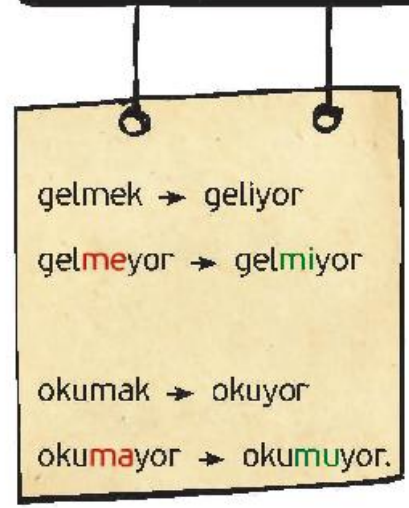 gelmek → geliyor
gelmeyor → gelmiyor
okumak → okuyor
okumayor → okumuyor.